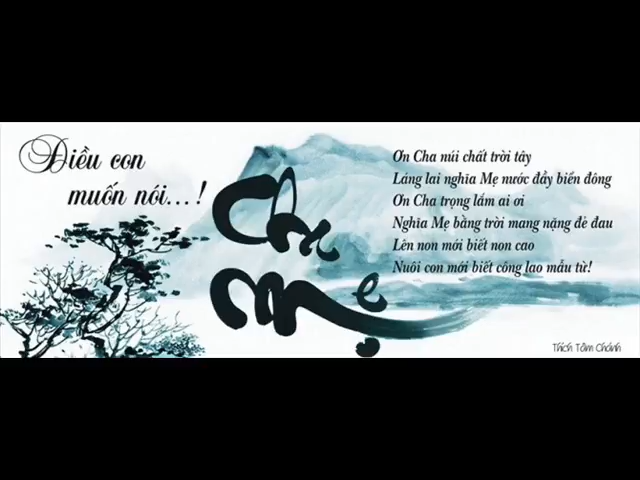 Điều con
muốn nói...!
Cha
Mẹ
Ơn Cha núi chất trời tây
Láng lai nghĩa Mẹ mước đầy biển đông
Ơn Cha trọng lắm ai ơi
Nghĩa Mẹ bằng trời mang nặng đẻ đau
Lên non mới biết non cao
Nuôi con mới biết công lao mẫu từ!
Thích Tâm Chánh